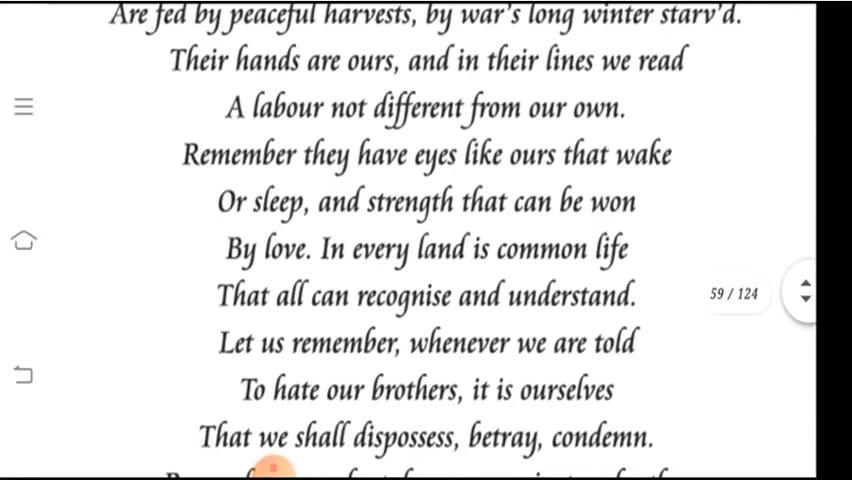 Are fed by peaceful harvests, by war's long winter starv'd.
Their hands are ours, and in their lines we read
A labour not different from our own.
Remember they have eyes like ours that wake
Or sleep, and strength that can be won
By love. In every land is common life
That all can recognise and understand.
59 / 124
Let us remember, whenever we are told
To hate our brothers, it is ourselves
That we shall dispossess, betray, condemn.